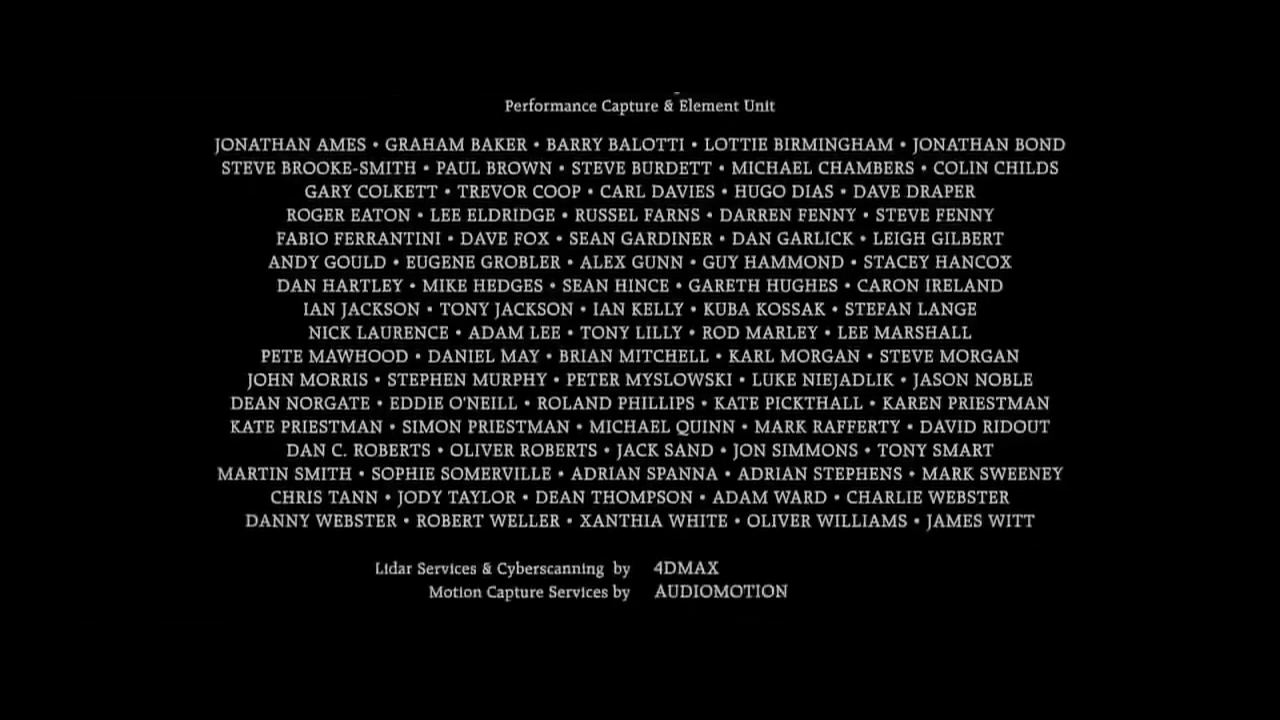 Performance Capture & Element Unit
JONATHAN AMES • GRAHAM BAKER • BARRY BALOTTI • LOTTIE BIRMINGHAM • JONATHAN BOND
STEVE BROOKE-SMITH • PAUL BROWN • STEVE BURDETT • MICHAEL CHAMBERS • COLIN CHILDS
GARY COLKETT • TREVOR COOP • CARL DAVIES • HUGO DIAS • DAVE DRAPER
ROGER EATON • LEE ELDRIDGE • RUSSEL FARNS • DARREN FENNY • STEVE FENNY
FABIO FERRANTINI • DAVE FOX • SEAN GARDINER • DAN GARLICK • LEIGH GILBERT
ANDY GOULD • EUGENE GROBLER • ALEX GUNN • GUY HAMMOND • STACEY HANCOX
DAN HARTLEY • MIKE HEDGES • SEAN HINCE • GARETH HUGHES • CARON IRELAND
IAN JACKSON • TONY JACKSON • IAN KELLY • KUBA KOSSAK • STEFAN LANGE
NICK LAURENCE • ADAM LEE • TONY LILLY • ROD MARLEY • LEE MARSHALL
PETE MAWHOOD • DANIEL MAY • BRIAN MITCHELL • KARL MORGAN • STEVE MORGAN
JOHN MORRIS • STEPHEN MURPHY • PETER MYSLOWSKI • LUKE NIEJADLIK • JASON NOBLE
DEAN NORGATE • EDDIE O'NEILL • ROLAND PHILLIPS • KATE PICKTHALL • KAREN PRIESTMAN
KATE PRIESTMAN • SIMON PRIESTMAN • MICHAEL QUINN • MARK RAFFERTY • DAVID RIDOUT
DAN C. ROBERTS • OLIVER ROBERTS • JACK SAND • JON SIMMONS • TONY SMART
MARTIN SMITH • SOPHIE SOMERVILLE • ADRIAN SPANNA • ADRIAN STEPHENS • MARK SWEENEY
CHRIS TANN • JODY TAYLOR • DEAN THOMPSON • ADAM WARD • CHARLIE WEBSTER
DANNY WEBSTER • ROBERT WELLER • XANTHIA WHITE • OLIVER WILLIAMS • JAMES WITT
Lidar Services & Cyberscanning by 4DMAX
Motion Capture Services by AUDIOMOTION